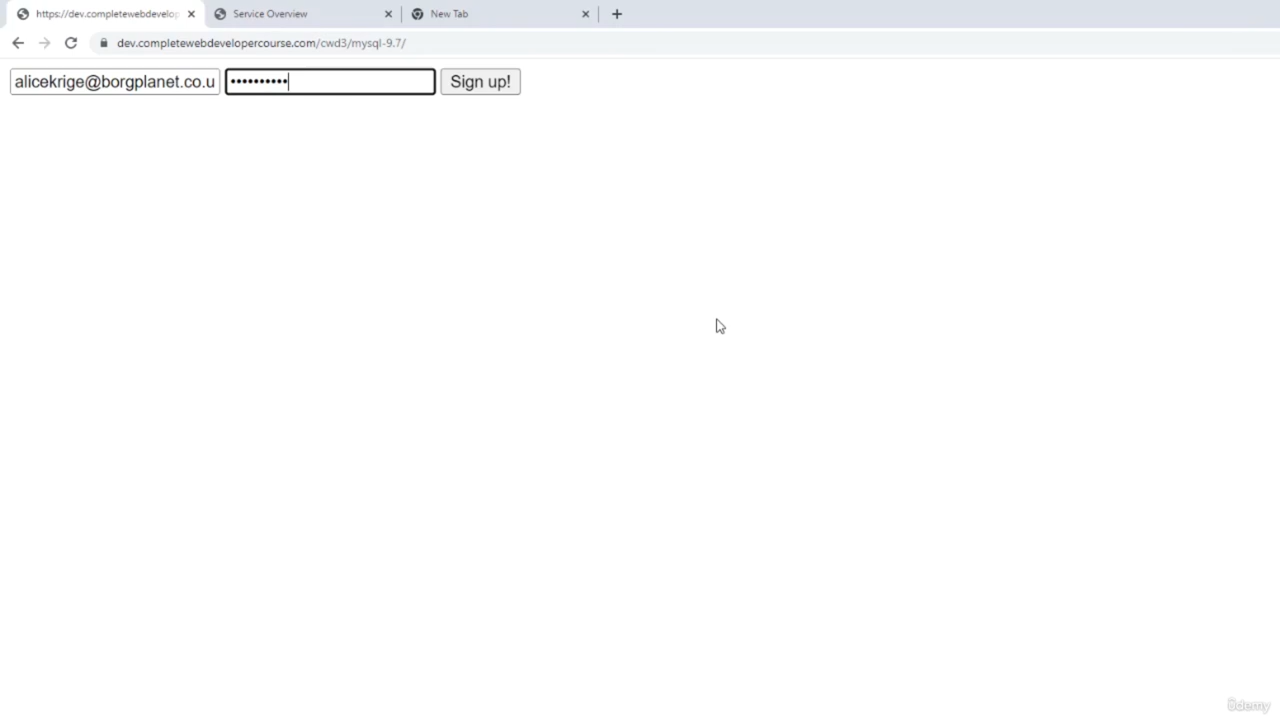 https://dev.completewebdevelop
Service Overview
New Tab
dev.completewebdevelopercourse.com/cwd3/mysql-9.7/
alicekrige@borgplanet.co.u
••••••••••
Sign up!
ûdemy